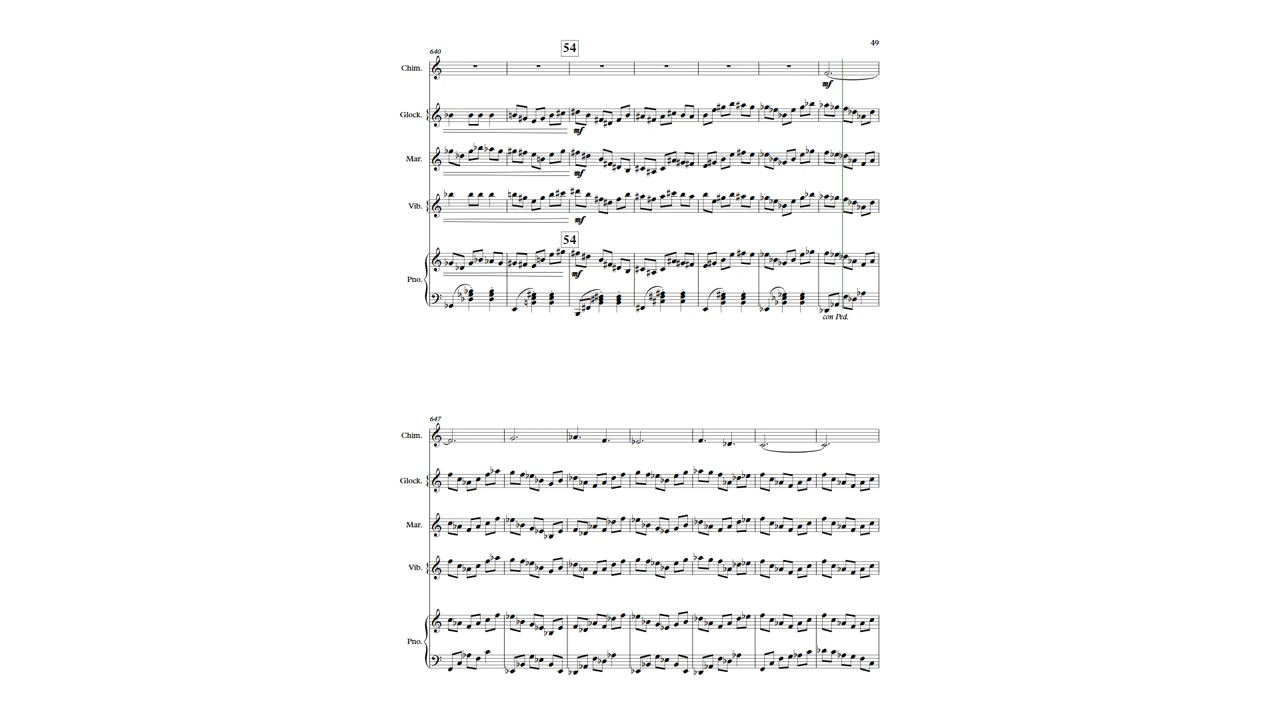 49
640
54
Chim.
mf
Glock.
mf
Mar.
mf
Vib.
mf
54
mf
Pno.
con Ped.
647
Chim.
Glock.
Mar.
Vib.
Pno.